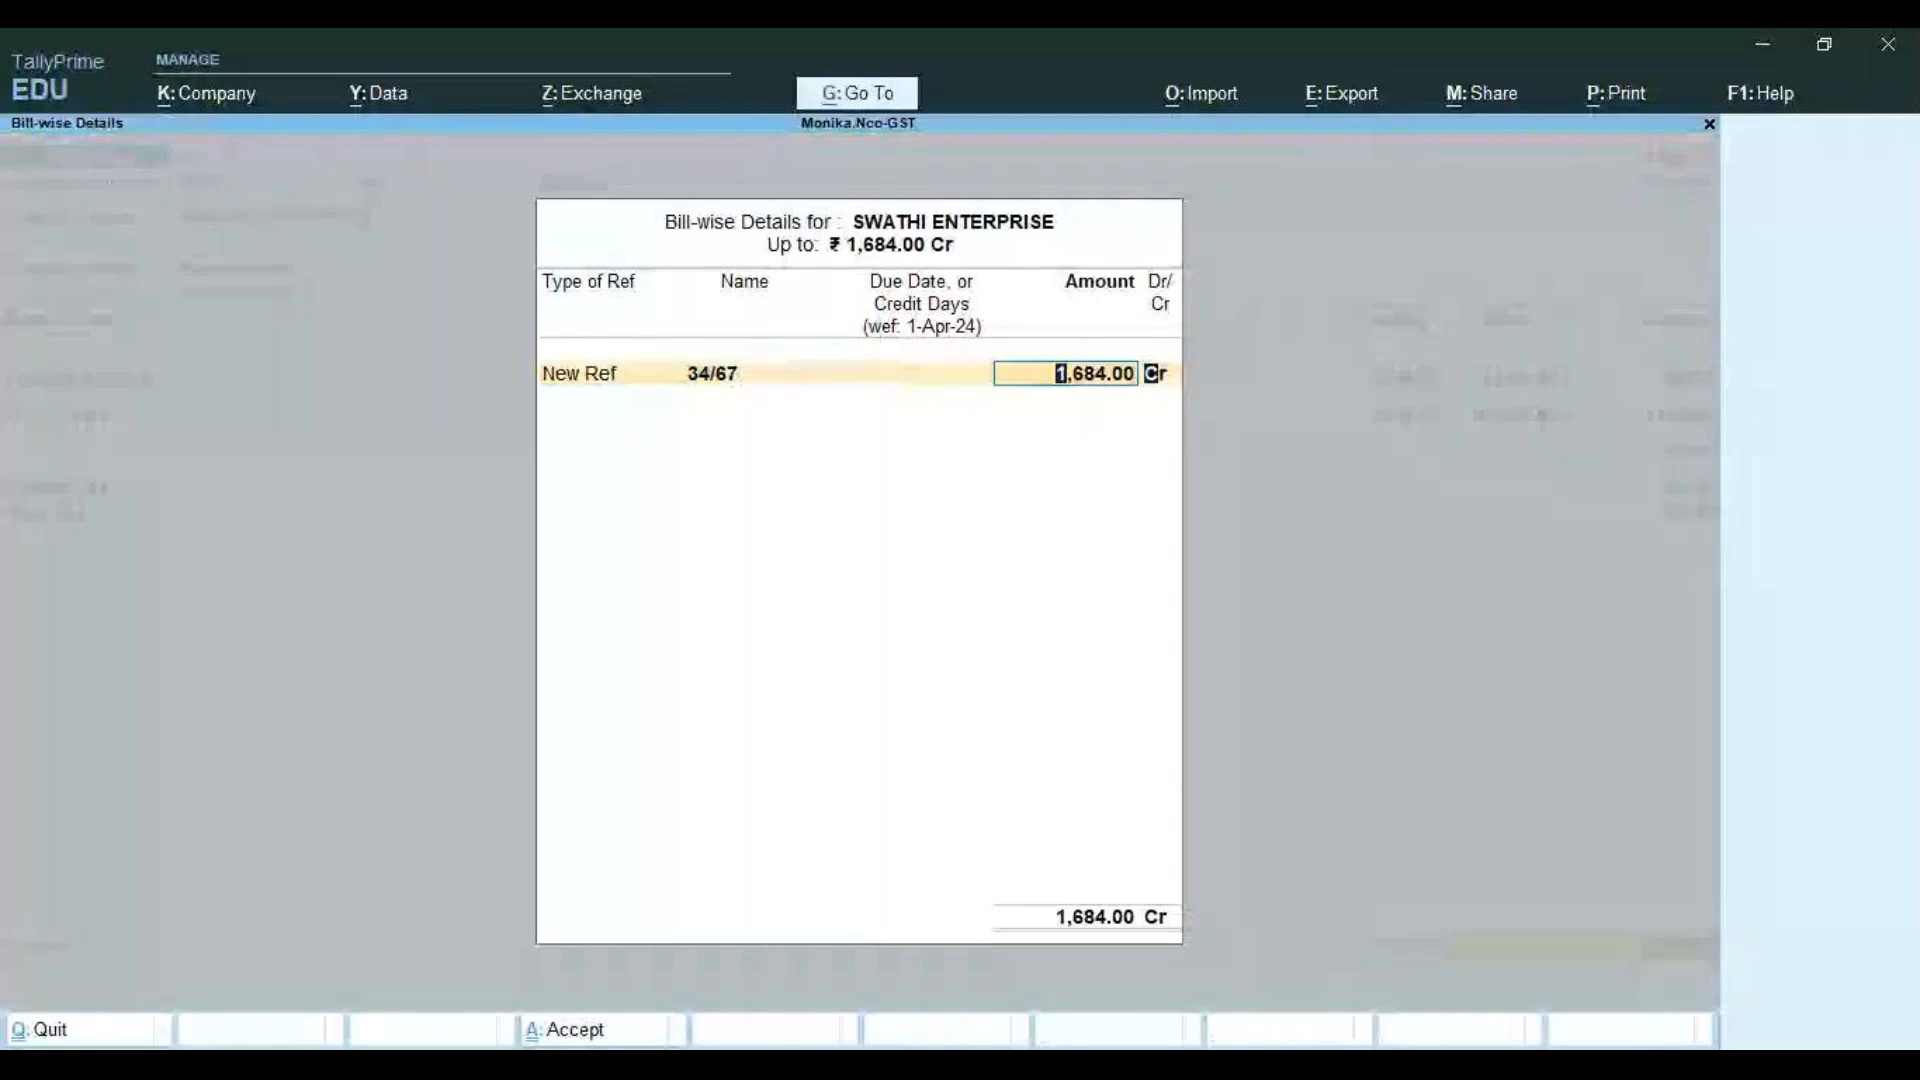 TallyPrime
EDU
MANAGE
K: Company
Y: Data
Z: Exchange
G: Go To
O: Import
E: Export
M: Share
P: Print
F1: Help
Bill-wise Details
Monika.Nco-GST
Bill-wise Details for : SWATHI ENTERPRISE
Up to: ₹ 1,684.00 Cr
Type of Ref Name Due Date, or Amount Dr/
Credit Days Cr
(wef: 1-Apr-24)
New Ref 34/67 1,684.00 Cr
1,684.00 Cr
Q: Quit
A: Accept